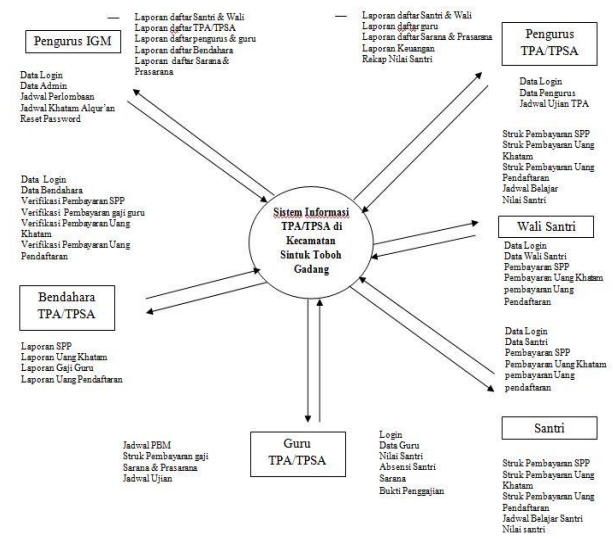 Laporan daftar Santri & Wali
Laporan daftar TPA/TPSA
Laporan daftar pengurus & guru
Laporan daftar Bendahara
Laporan daftar Sarana &
Prasarana
Laporan daftar Santri & Wali
Laporan daftar guru
Laporan daftar Sarana & Prasarana
Laporan Keuangan
Rekap Nilai Santri
Pengurus IGM
Pengurus
TPA/TPSA
Data Login
Data Admin
Jadwal Perlombaan
Jadwal Khatam Alqur'an
Reset Password
Data Login
Data Pengurus
Jadwal Ujian TPA
Struk Pembayaran SPP
Struk Pembayaran Uang
Khatam
Struk Pembayaran Uang
Pendaftaran
Jadwal Belajar
Nilai Santri
Data Login
Data Bendahara
Verifikasi Pembayaran SPP
Verifikasi Pembayaran gaji guru
Verifikasi Pembayaran Uang
Khatam
Verifikasi Pembayaran Uang
Pendaftaran
Sistem Informasi
TPA/TPSA di
Kecamatan
Sintuk Toboh
Gadang
Wali Santri
Data Login
Data Wali Santri
Pembayaran SPP
Pembayaran Uang Khatam
pembayaran Uang
Pendaftaran
Bendahara
TPA/TPSA
Laporan SPP
Laporan Uang Khatam
Laporan Gaji Guru
Laporan Uang Pendaftaran
Data Login
Data Santri
Pembayaran SPP
Pembayaran Uang Khatam
pembayaran Uang
pendaftaran
Santri
Jadwal PBM
Struk Pembayaran gaji
Sarana & Prasarana
Jadwal Ujian
Guru
TPA/TPSA
Login
Data Guru
Nilai Santri
Absensi Santri
Sarana
Bukti Penggajian
Struk Pembayaran SPP
Struk Pembayaran Uang
Khatam
Struk Pembayaran Uang
Pendaftaran
Jadwal Belajar Santri
Nilai santri